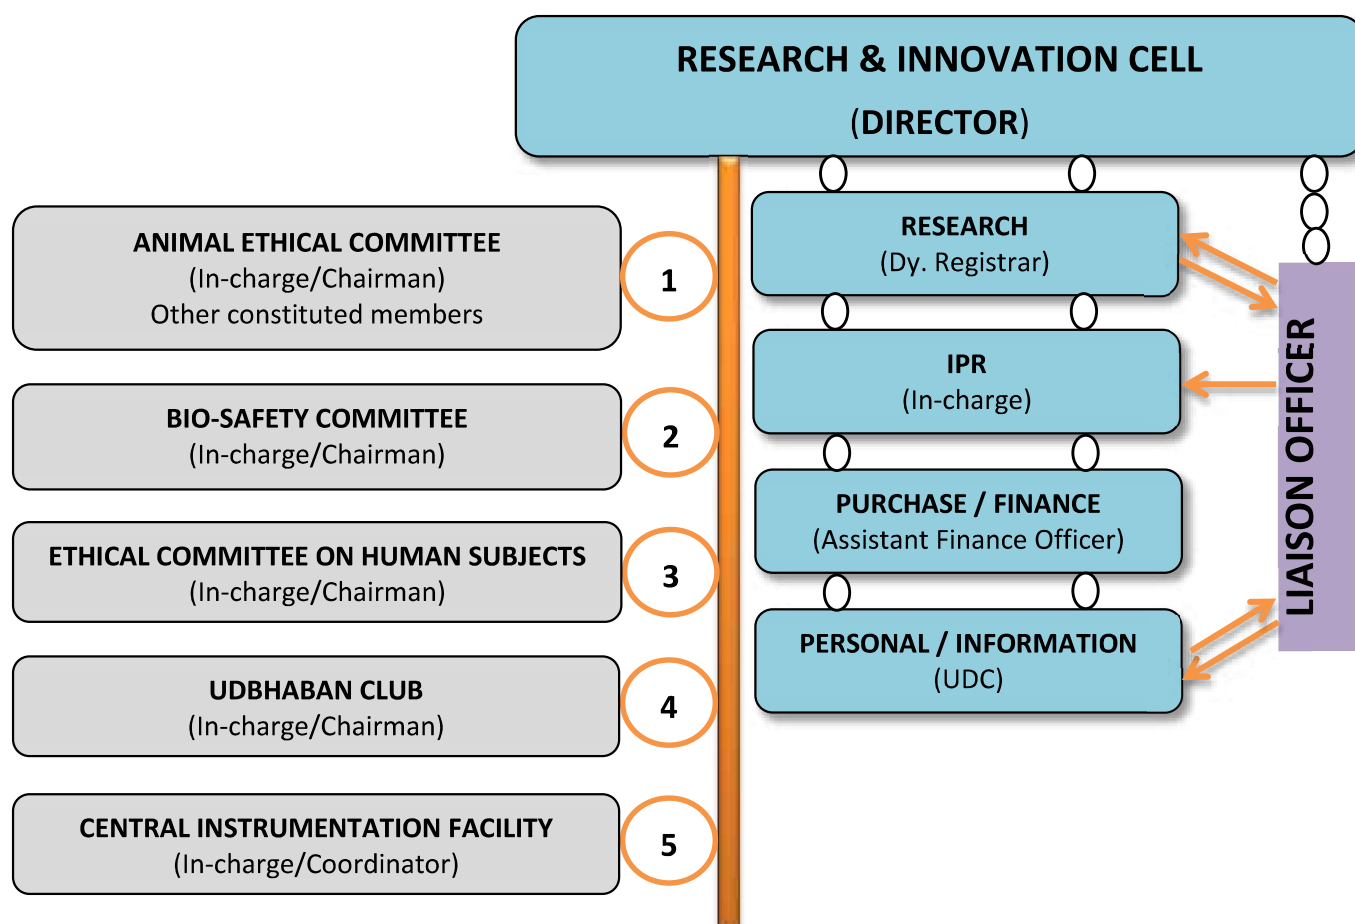 RESEARCH & INNOVATION CELL
(DIRECTOR)
ANIMAL ETHICAL COMMITTEE
(In-charge/Chairman)
Other constituted members
1
BIO-SAFETY COMMITTEE
(In-charge/Chairman)
2
ETHICAL COMMITTEE ON HUMAN SUBJECTS
(In-charge/Chairman)
3
UDBHABAN CLUB
(In-charge/Chairman)
4
CENTRAL INSTRUMENTATION FACILITY
(In-charge/Coordinator)
5
RESEARCH
(Dy. Registrar)
IPR
(In-charge)
PURCHASE / FINANCE
(Assistant Finance Officer)
PERSONAL / INFORMATION
(UDC)
LIAISON OFFICER